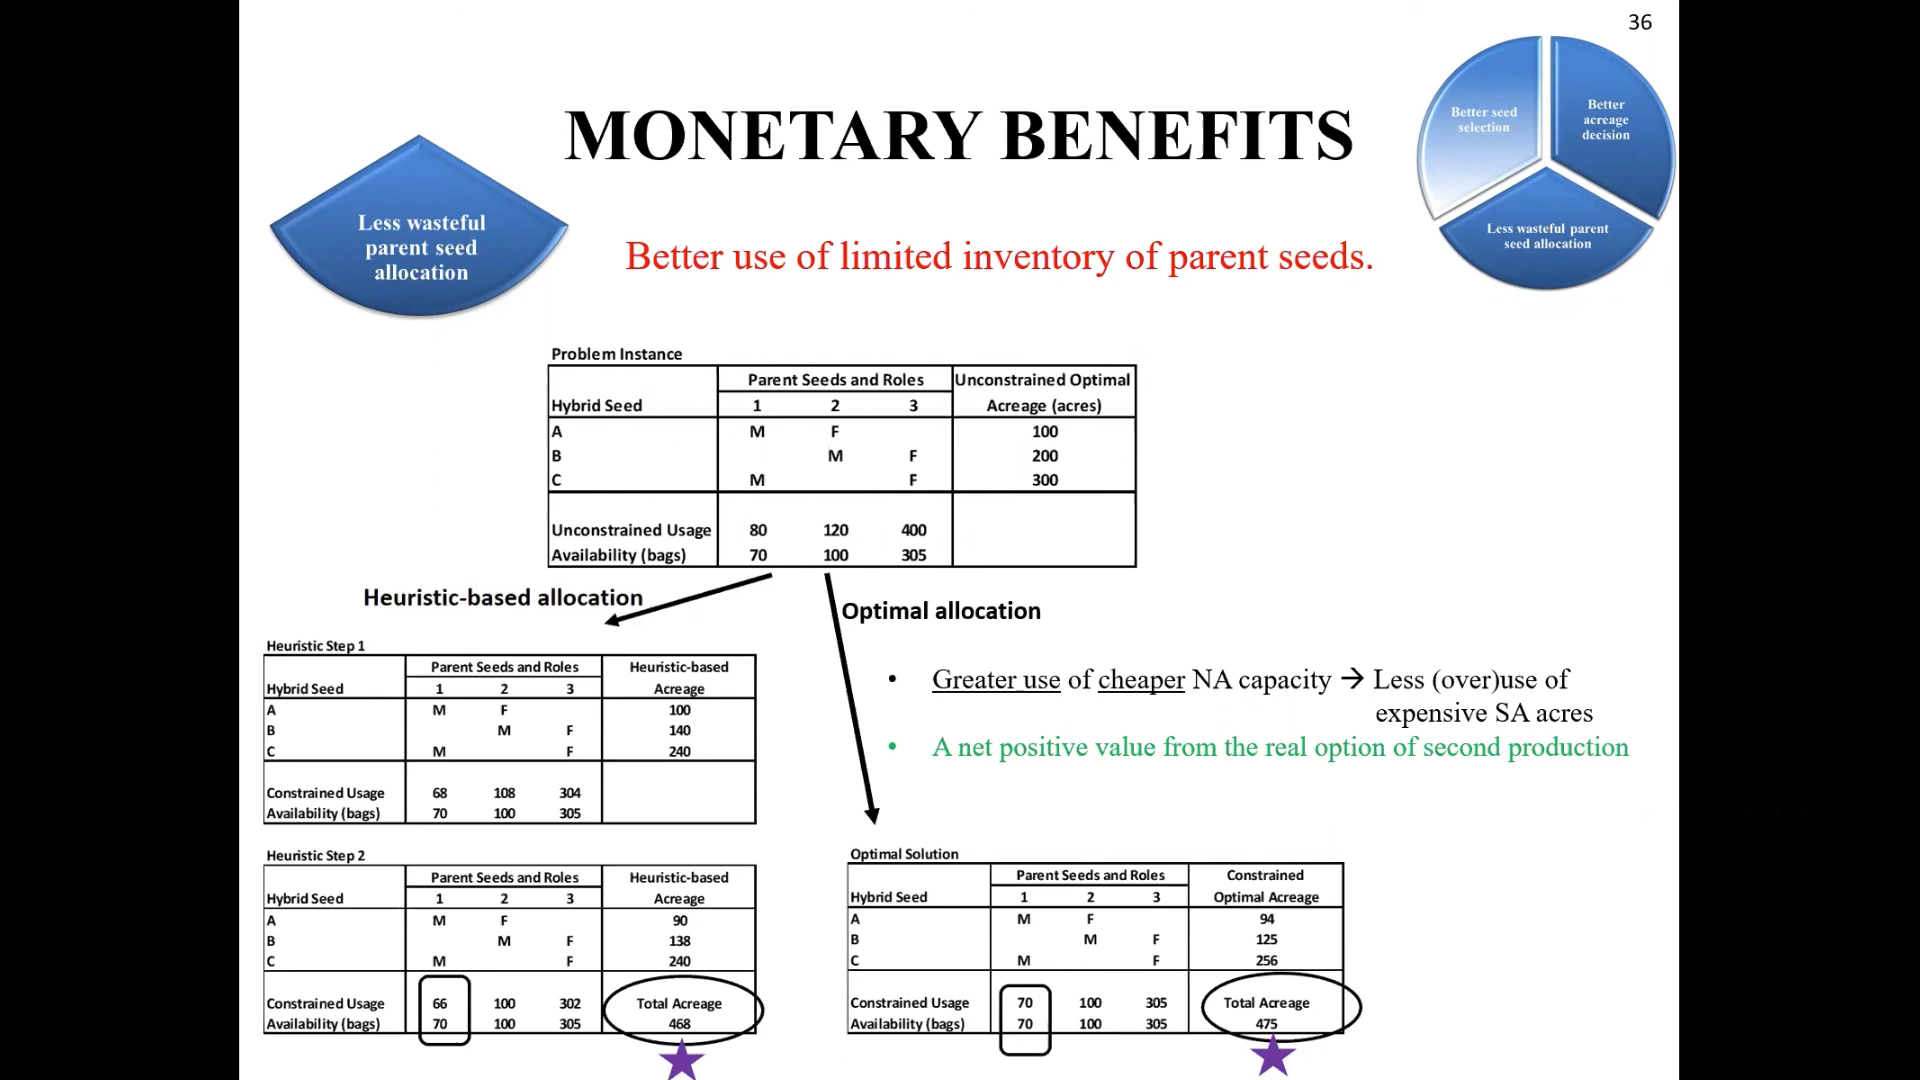 36
MONETARY BENEFITS
Better seed
selection
Better
acreage
decision
Less wasteful parent
seed allocation
Less wasteful
parent seed
allocation
Better use of limited inventory of parent seeds.
Problem Instance
Parent Seeds and Roles Unconstrained Optimal
Hybrid Seed 1 2 3 Acreage (acres)
A M F 100
B M F 200
C M F 300
Unconstrained Usage 80 120 400
Availability (bags) 70 100 305
Heuristic-based allocation
Optimal allocation
Heuristic Step 1
Parent Seeds and Roles Heuristic-based
Hybrid Seed 1 2 3 Acreage
A M F 100
B M F 140
C M F 240
Constrained Usage 68 108 304
Availability (bags) 70 100 305
• Greater use of cheaper NA capacity → Less (over)use of
expensive SA acres
• A net positive value from the real option of second production
Heuristic Step 2
Parent Seeds and Roles Heuristic-based
Hybrid Seed 1 2 3 Acreage
A M F 90
B M F 138
C M F 240
Constrained Usage 66 100 302 Total Acreage
Availability (bags) 70 100 305 468
Optimal Solution
Parent Seeds and Roles Constrained
Hybrid Seed 1 2 3 Optimal Acreage
A M F 94
B M F 125
C M F 256
Constrained Usage 70 100 305 Total Acreage
Availability (bags) 70 100 305 475